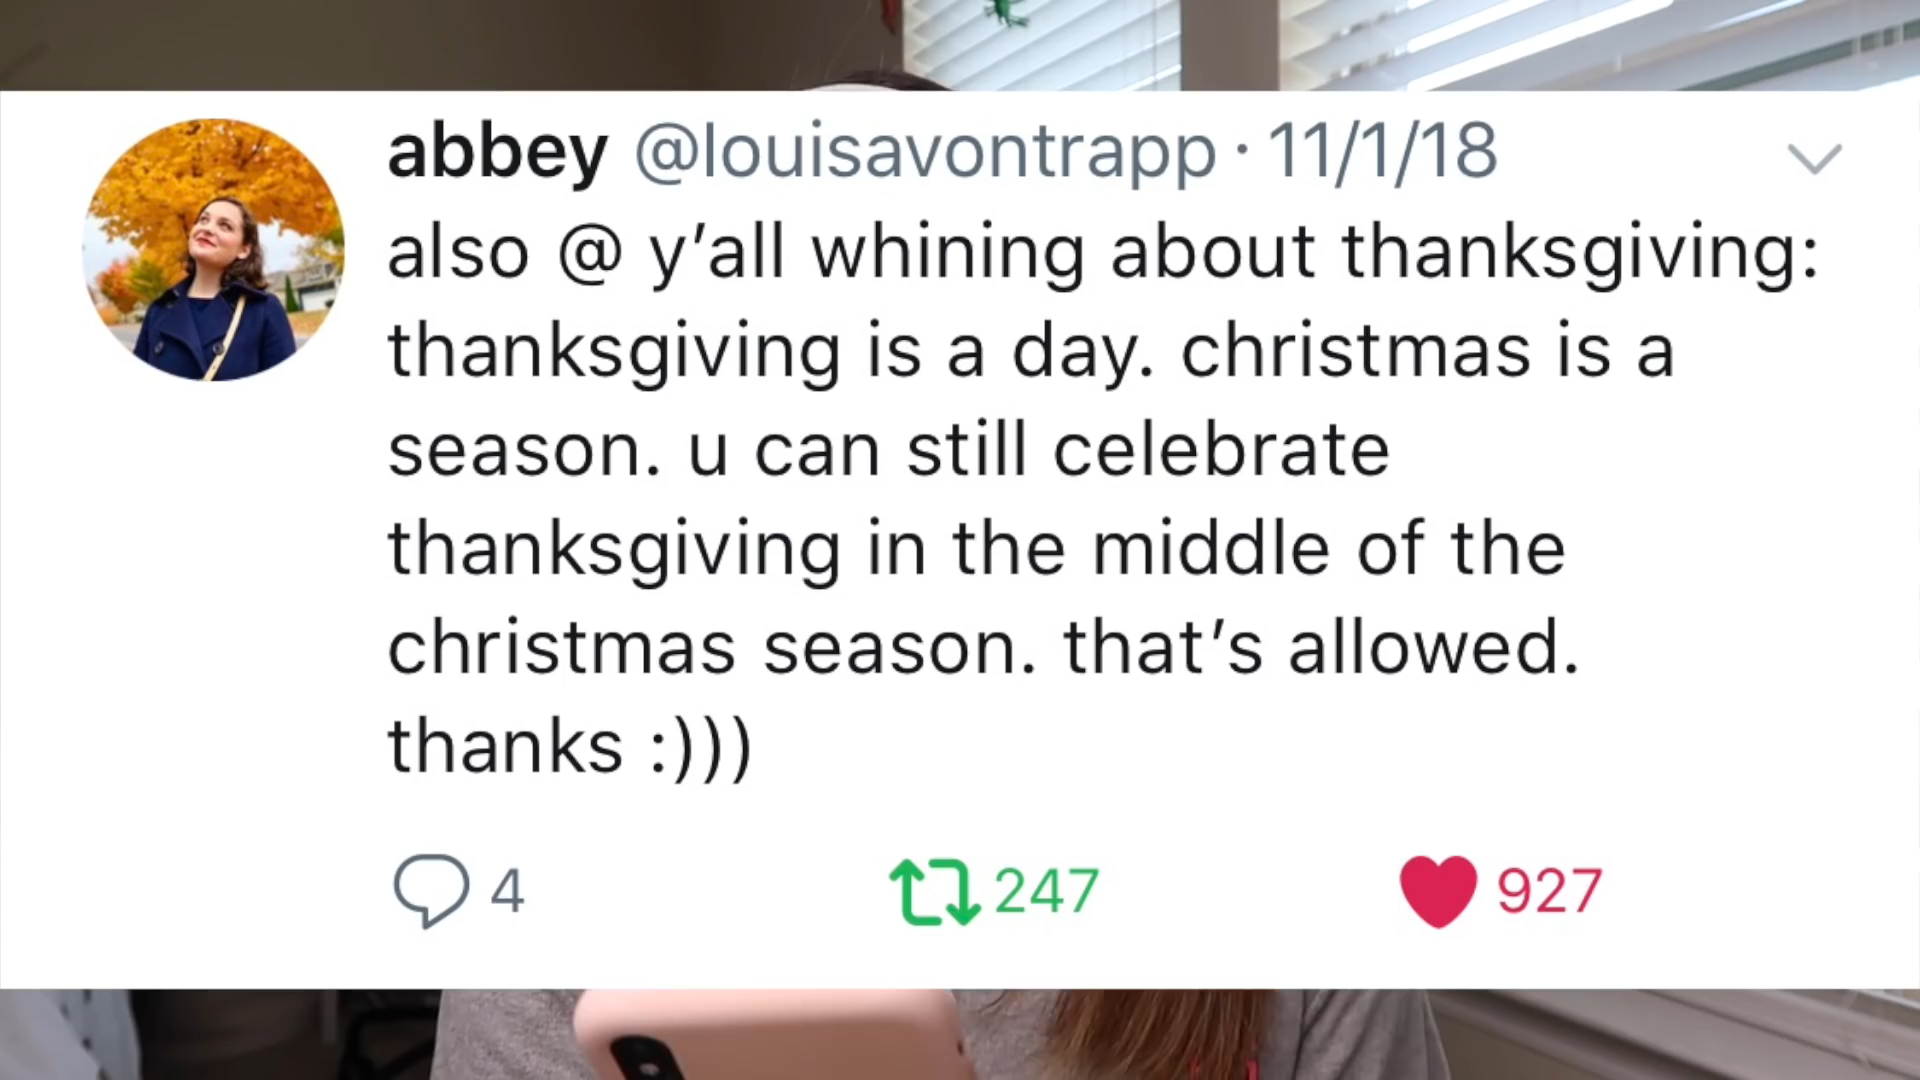 abbey @louisavontrapp · 11/1/18
also @ y’all whining about thanksgiving:
thanksgiving is a day. christmas is a
season. u can still celebrate
thanksgiving in the middle of the
christmas season. that’s allowed.
thanks :)))
4 247 927